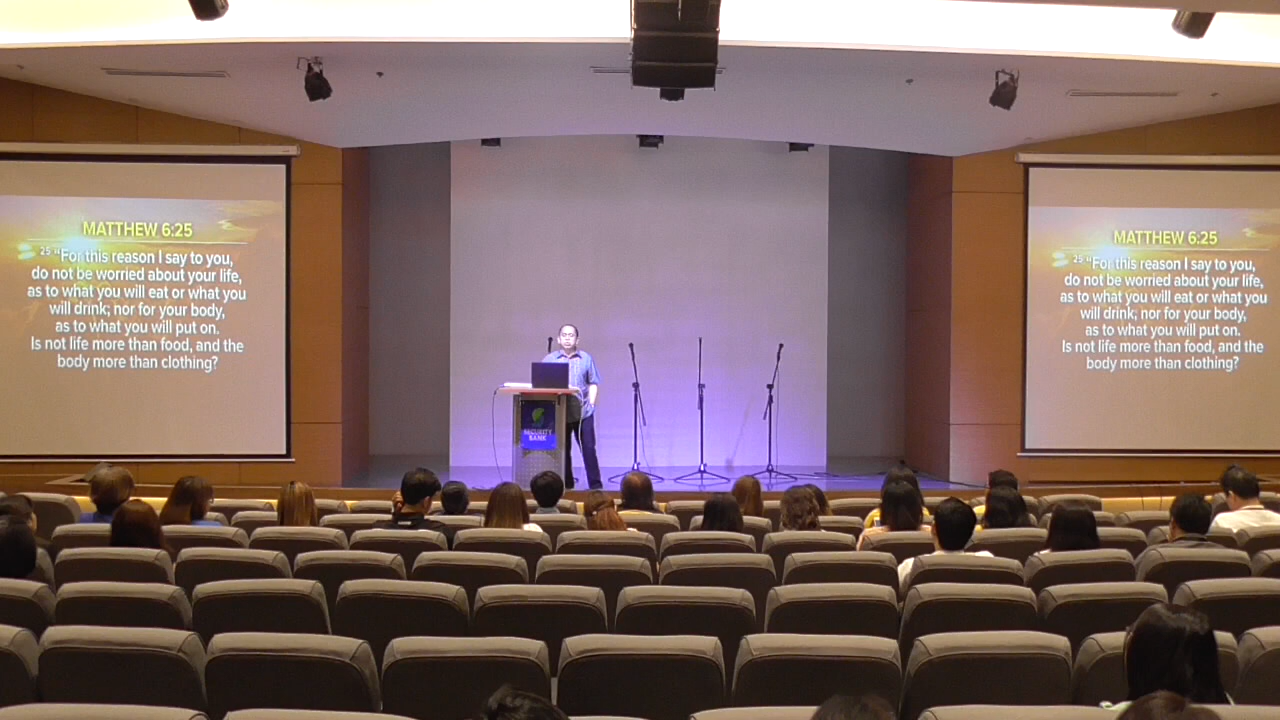 MATTHEW 6:25
25 “For this reason I say to you,
do not be worried about your life,
as to what you will eat or what you
will drink; nor for your body,
as to what you will put on.
Is not life more than food, and the
body more than clothing?
SECURITY
BANK
MATTHEW 6:25
25 “For this reason I say to you,
do not be worried about your life,
as to what you will eat or what you
will drink; nor for your body,
as to what you will put on.
Is not life more than food, and the
body more than clothing?